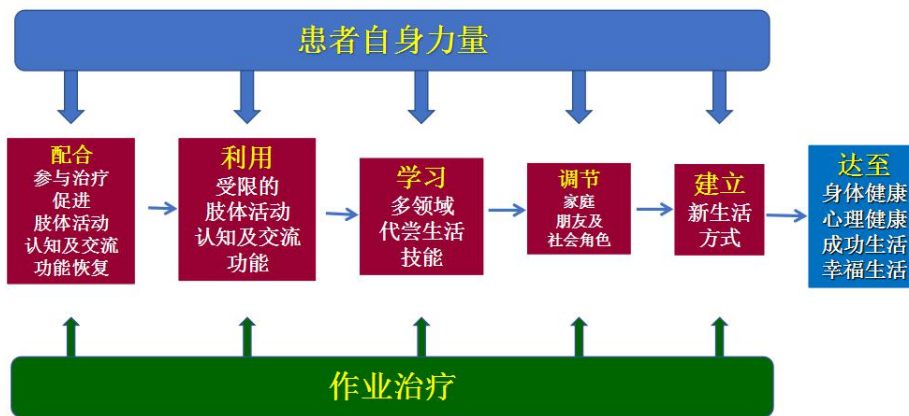 患者自身力量
配合
参与治疗
促进
肢体活动
认知及交流
功能恢复
利用
受限的
肢体活动
认知及交流
功能
学习
多领域
代尝生活
技能
调节
家庭
朋友及
社会角色
建立
新生活
方式
达至
身体健康
心理健康
成功生活
幸福生活
作业治疗